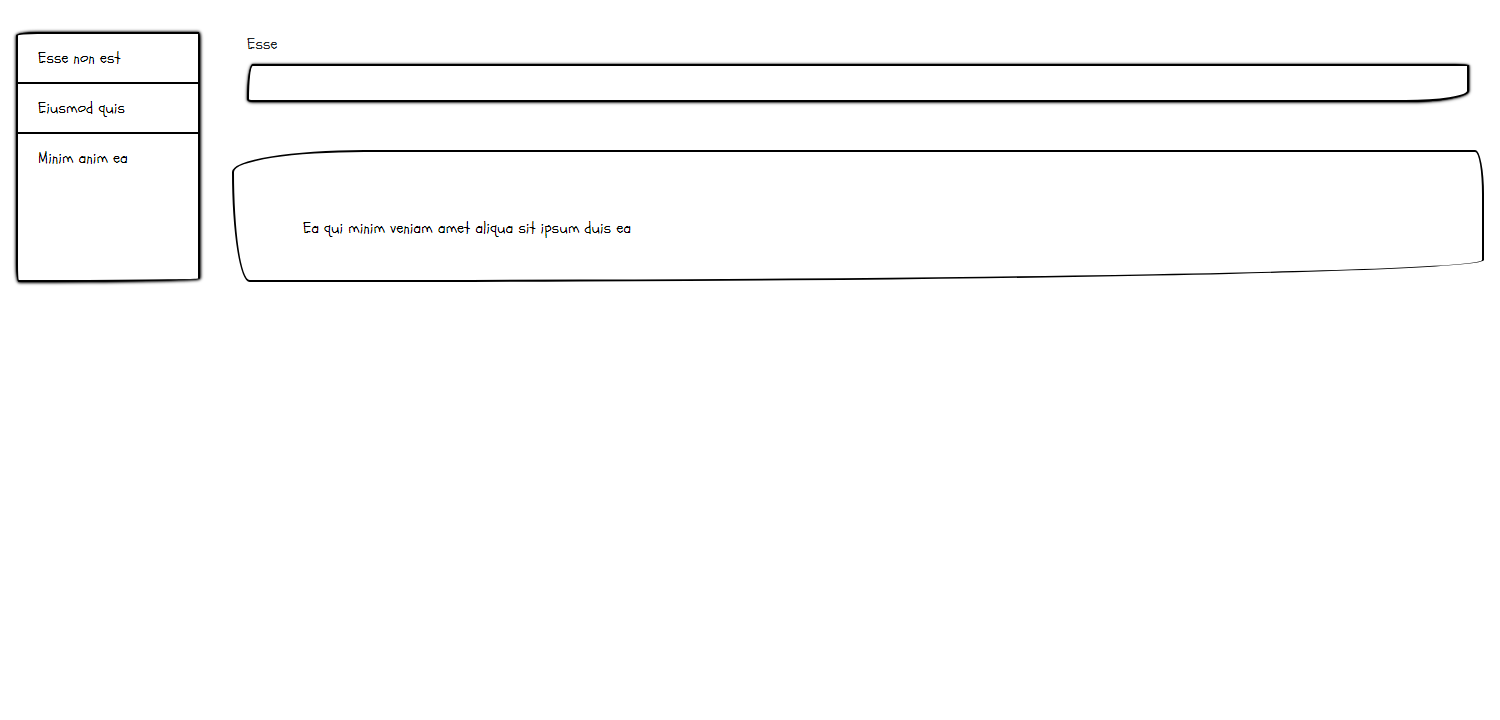 Esse non est
Eiusmod quis
Minim anim ea
Esse
Ea qui minim veniam amet aliqua sit ipsum duis ea